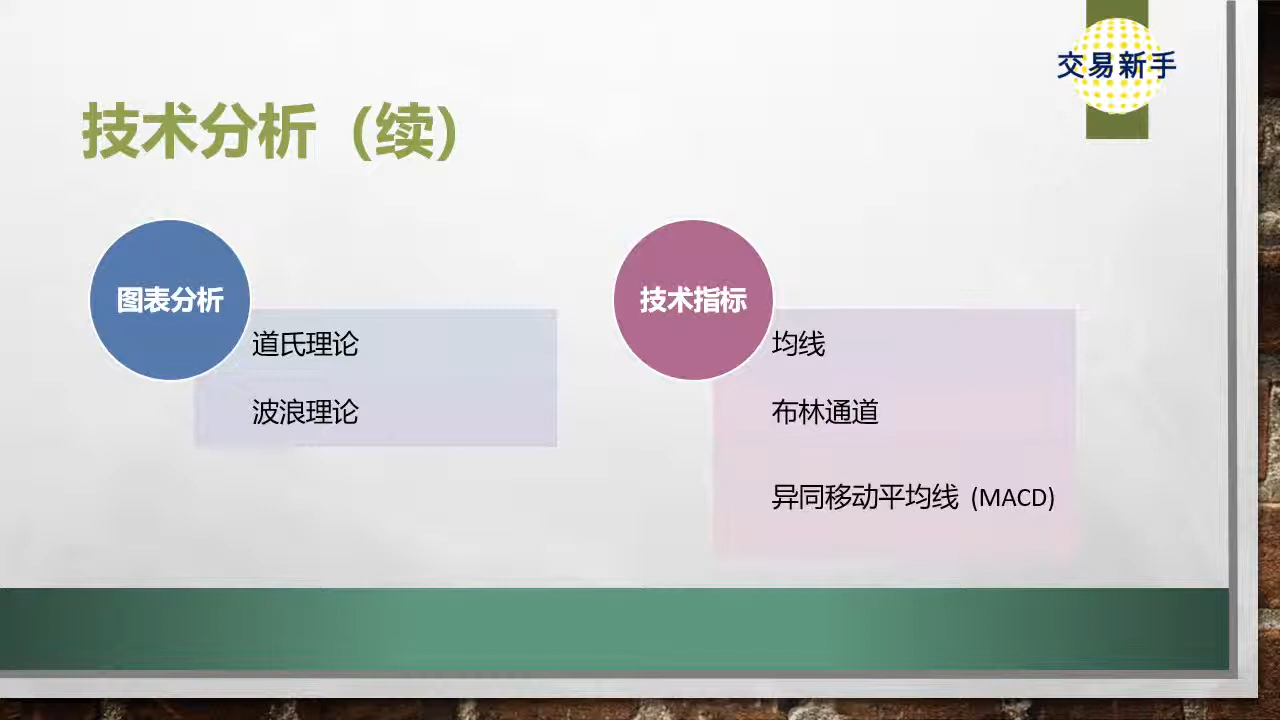 交易新手
技术分析（续）
图表分析
道氏理论
波浪理论
技术指标
均线
布林通道
异同移动平均线 (MACD)